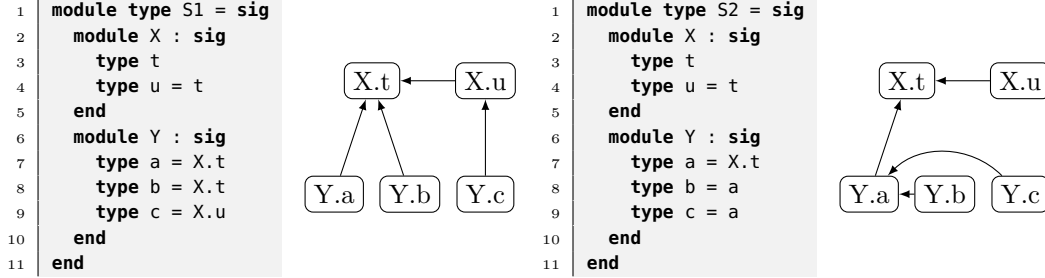 1 module type S1 = sig
2 module X : sig
3 type t
4 type u = t
5 end
6 module Y : sig
7 type a = X.t
8 type b = X.t
9 type c = X.u
10 end
11 end
X.t X.u
Y.a Y.b Y.c
1 module type S2 = sig
2 module X : sig
3 type t
4 type u = t
5 end
6 module Y : sig
7 type a = X.t
8 type b = a
9 type c = a
10 end
11 end
X.t X.u
Y.a Y.b Y.c